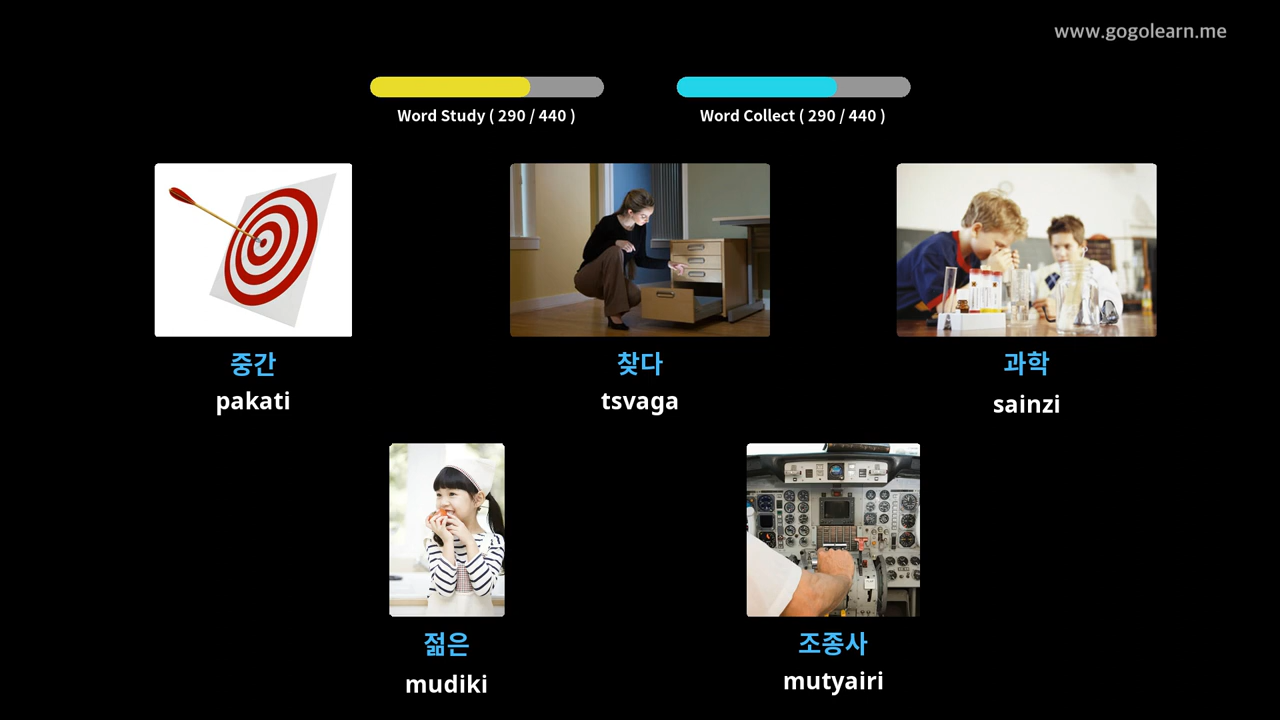 www.gogolearn.me
Word Study ( 290 / 440 )
Word Collect ( 290 / 440 )
중간
pakati
찾다
tsvaga
과학
sainzi
젊은
mudiki
조종사
mutyairi